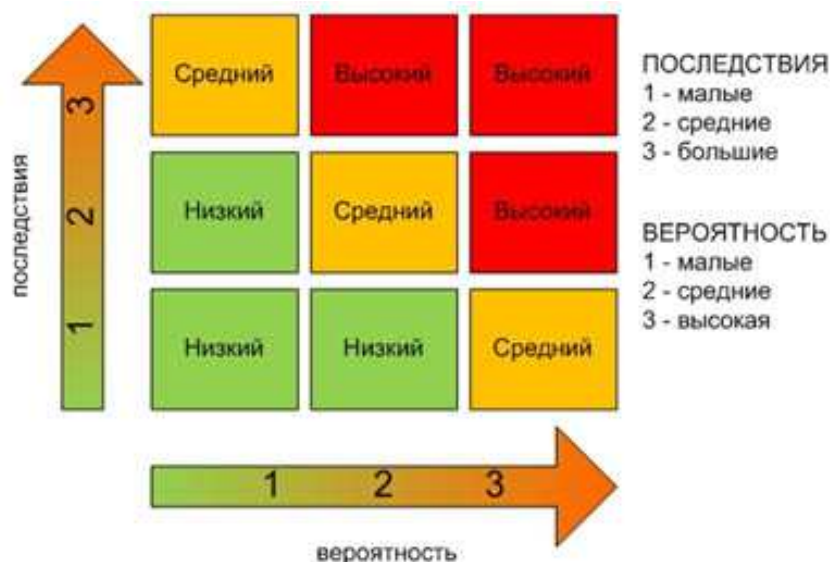 Средний
Высокий
Высокий
ПОСЛЕДСТВИЯ
1 - малые
2 - средние
3 - большие
3
Низкий
Средний
Высокий
2
последствия
ВЕРОЯТНОСТЬ
1 - малые
2 - средние
3 - высокая
1
Низкий
Низкий
Средний
1
2
3
вероятность